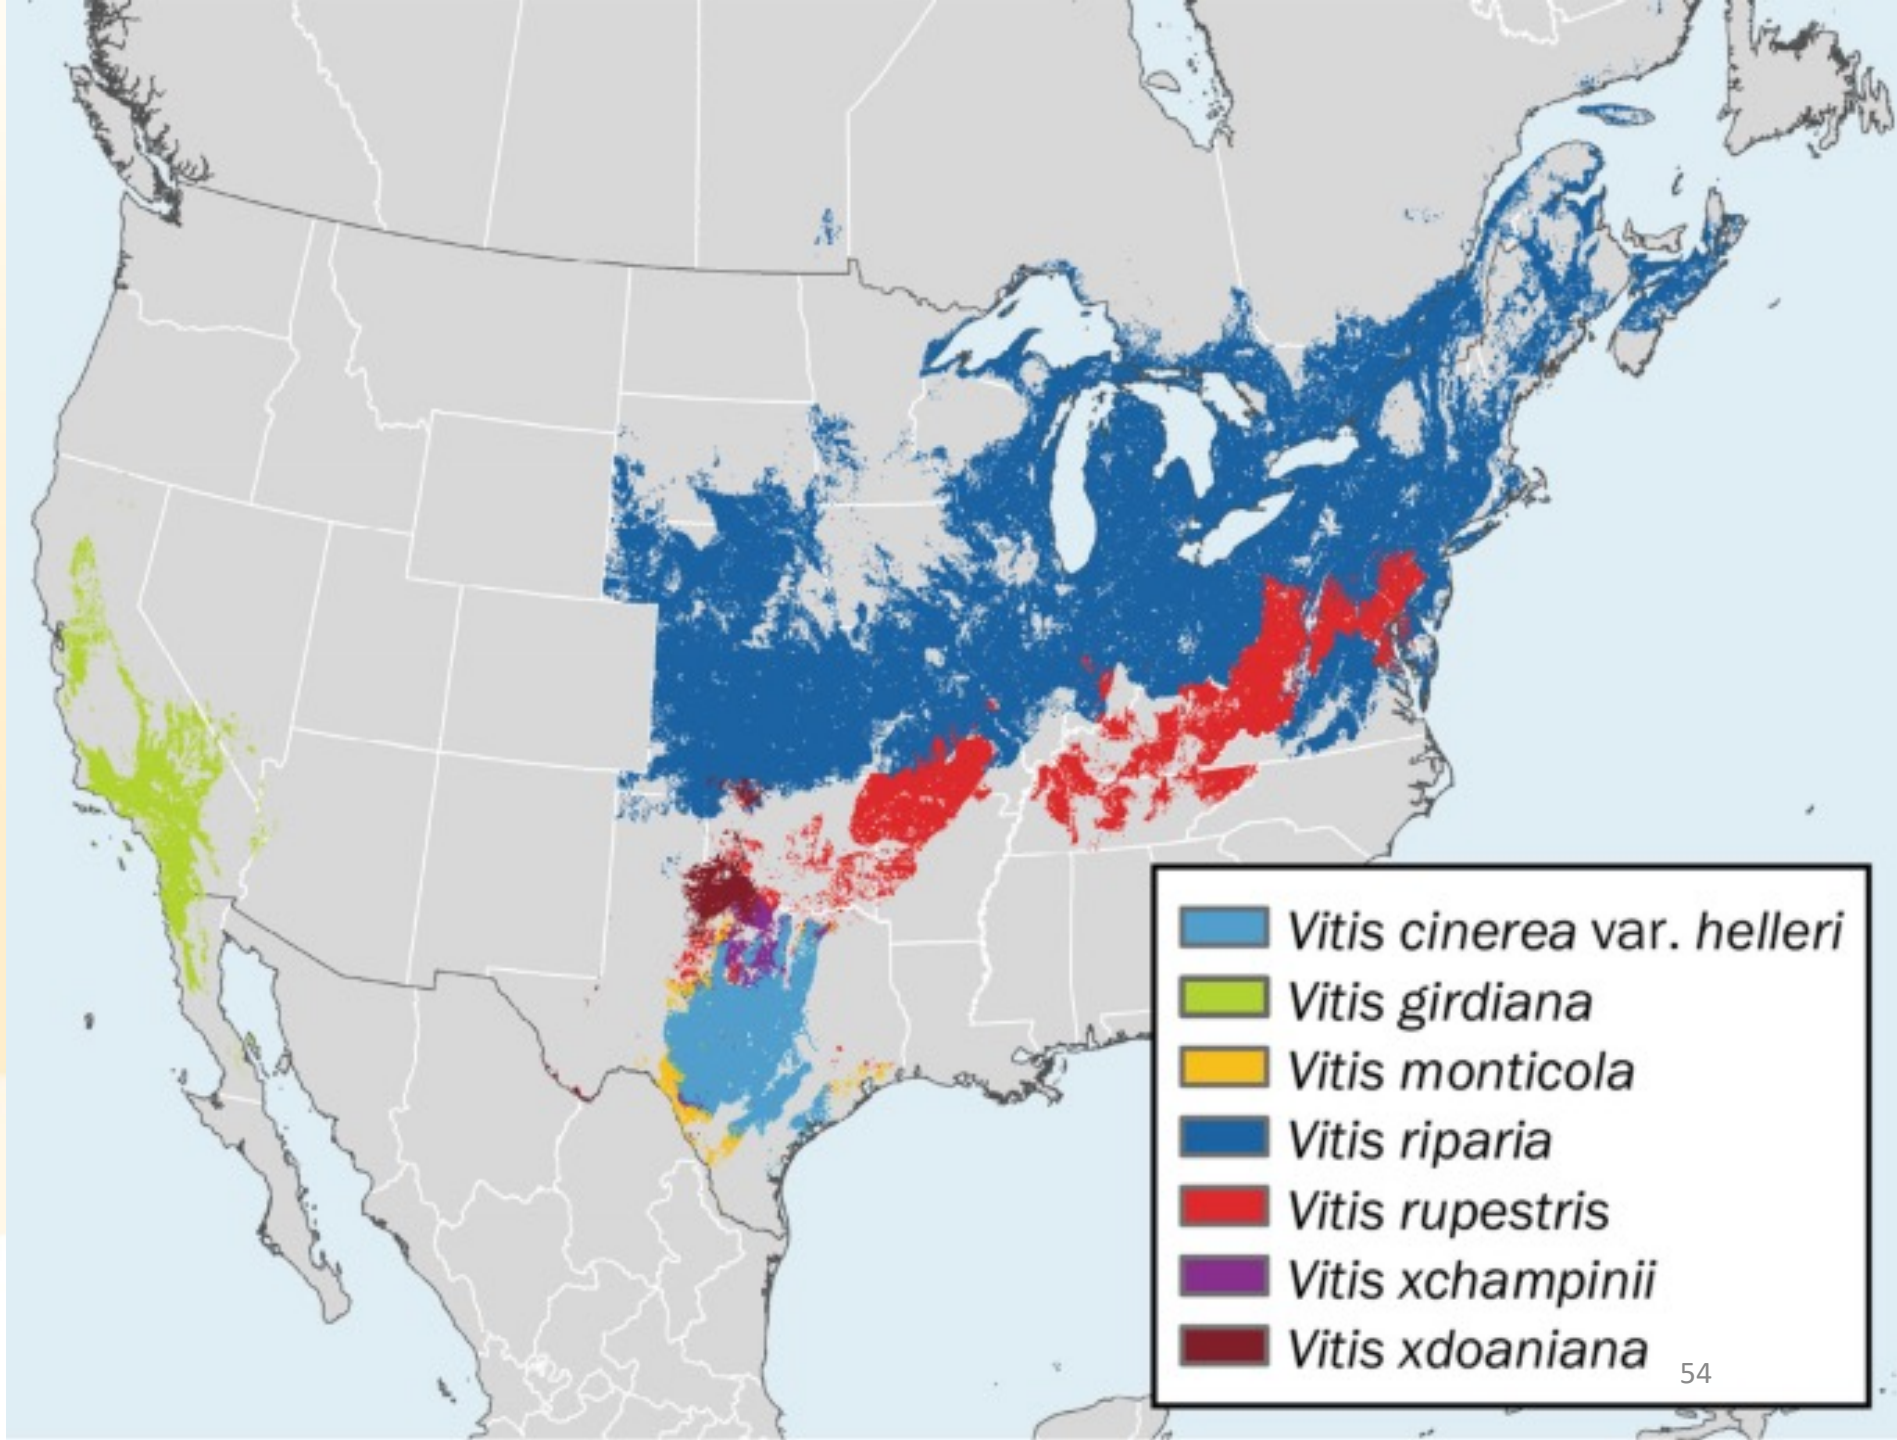 Vitis cinerea var. helleri
Vitis girdiana
Vitis monticola
Vitis riparia
Vitis rupestris
Vitis xchampinii
Vitis xdoaniana
54